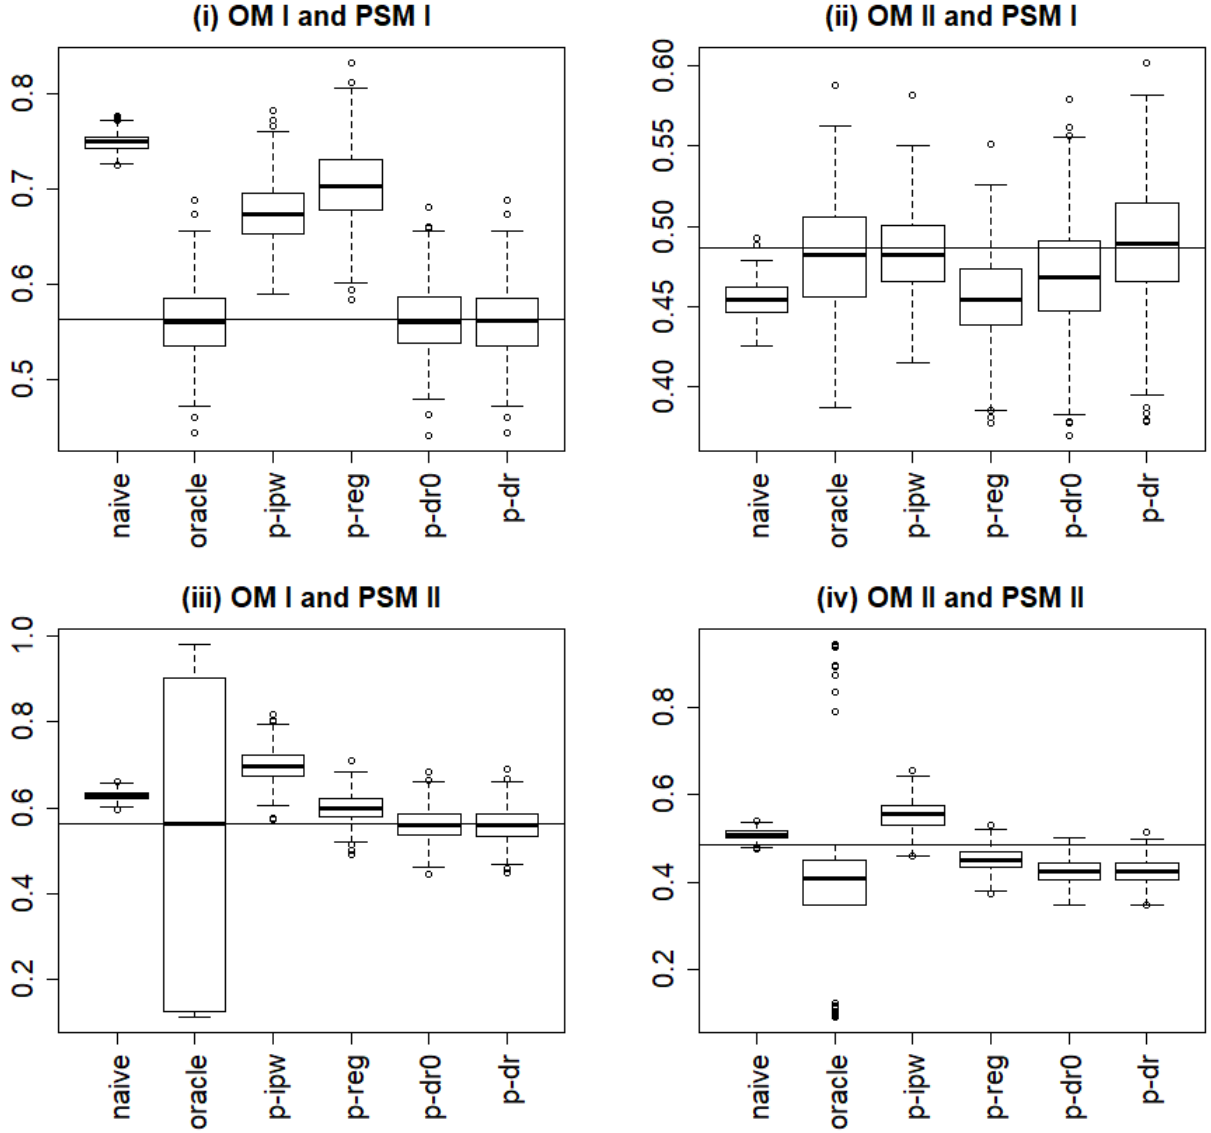 (i) OM I and PSM I
0.8
0.7
0.6
0.5
naive
oracle
p-ipw
p-reg
p-dr0
p-dr
(ii) OM II and PSM I
0.60
0.55
0.50
0.45
0.40
naive
oracle
p-ipw
p-reg
p-dr0
p-dr
(iii) OM I and PSM II
1.0
0.8
0.6
0.4
0.2
naive
oracle
p-ipw
p-reg
p-dr0
p-dr
(iv) OM II and PSM II
0.8
0.6
0.4
0.2
naive
oracle
p-ipw
p-reg
p-dr0
p-dr